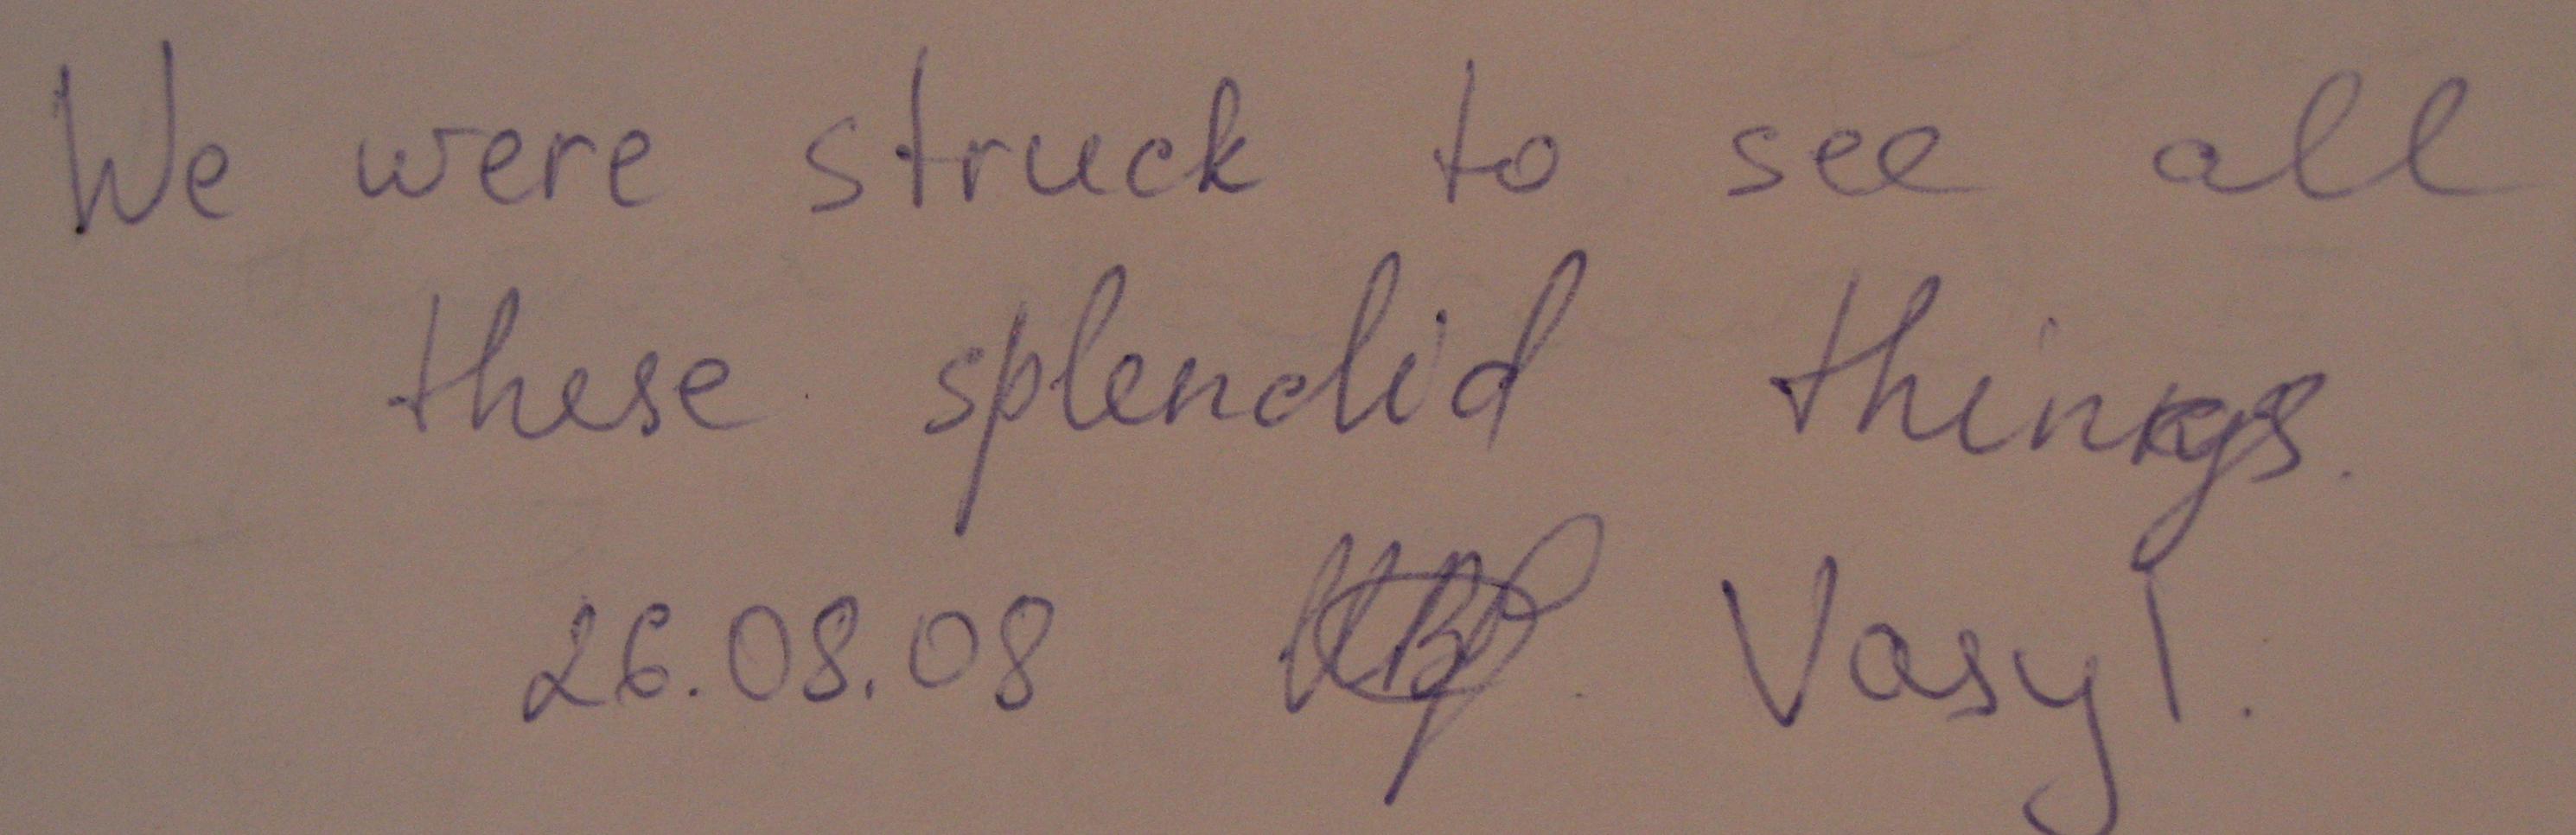 We were struck to see all
these splendid things.
26.08.08 Vasyl.